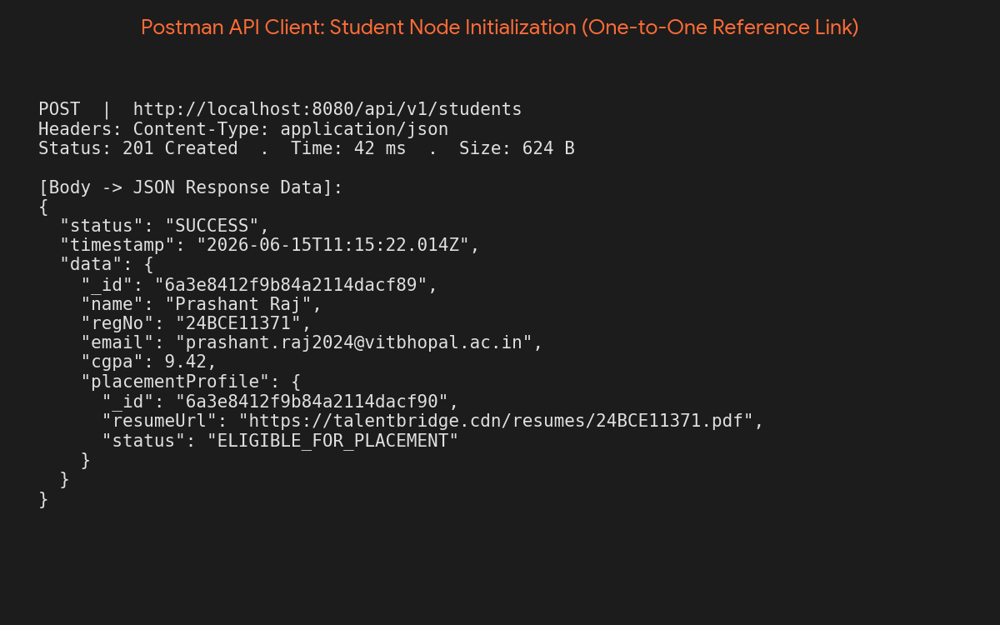 Postman API Client: Student Node Initialization (One-to-One Reference Link)
POST  |  http://localhost:8080/api/v1/students
Headers: Content-Type: application/json
Status: 201 Created  .  Time: 42 ms  .  Size: 624 B
[Body -> JSON Response Data]:
{
  "status": "SUCCESS",
  "timestamp": "2026-06-15T11:15:22.014Z",
  "data": {
    "_id": "6a3e8412f9b84a2114dacf89",
    "name": "Prashant Raj",
    "regNo": "24BCE11371",
    "email": "prashant.raj2024@vitbhopal.ac.in",
    "cgpa": 9.42,
    "placementProfile": {
      "_id": "6a3e8412f9b84a2114dacf90",
      "resumeUrl": "https://talentbridge.cdn/resumes/24BCE11371.pdf",
      "status": "ELIGIBLE_FOR_PLACEMENT"
    }
  }
}